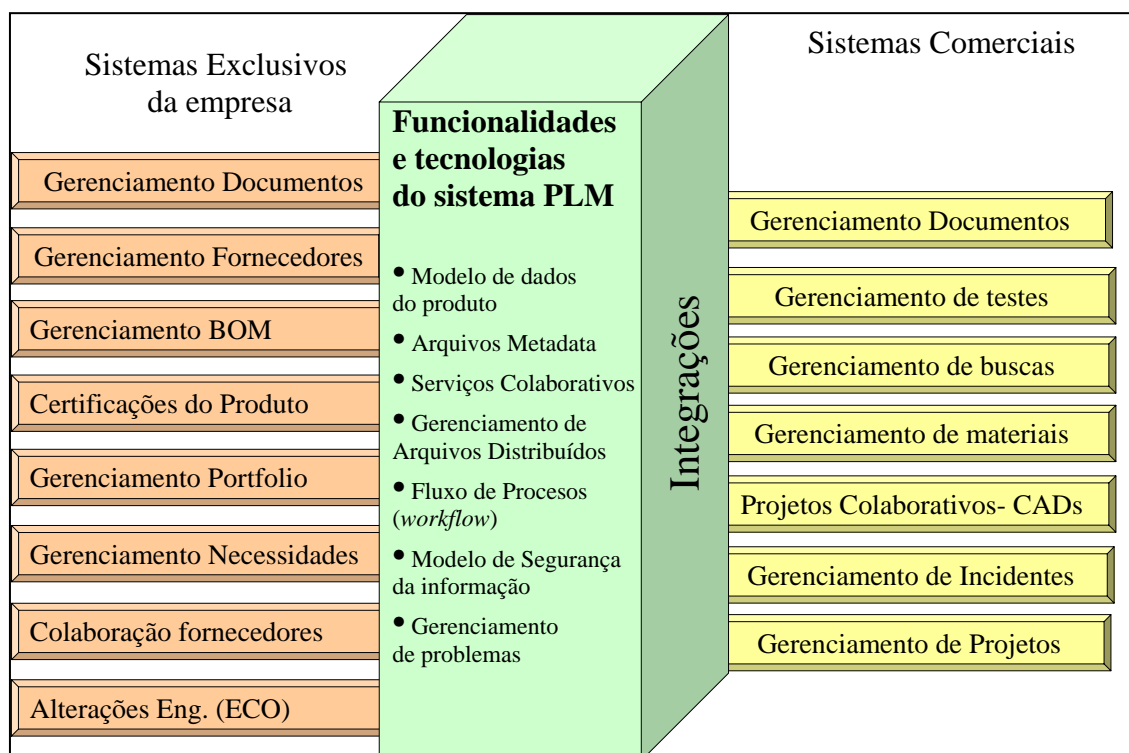 Sistemas Exclusivos
da empresa
Gerenciamento Documentos
Gerenciamento Fornecedores
Gerenciamento BOM
Certificações do Produto
Gerenciamento Portfolio
Gerenciamento Necessidades
Colaboração fornecedores
Alterações Eng. (ECO)
Funcionalidades
e tecnologias
do sistema PLM
• Modelo de dados
do produto
• Arquivos Metadata
• Serviços Colaborativos
• Gerenciamento de
Arquivos Distribuídos
• Fluxo de Procesos
(workflow)
• Modelo de Segurança
da informação
• Gerenciamento
de problemas
Integrações
Sistemas Comerciais
Gerenciamento Documentos
Gerenciamento de testes
Gerenciamento de buscas
Gerenciamento de materiais
Projetos Colaborativos- CADs
Gerenciamento de Incidentes
Gerenciamento de Projetos